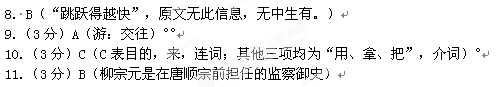 8.·B（“跳跃得越快”，原文无此信息，无中生有。）↵
9.（3 分）A（游：交往）°°↵
10.（3 分）C（C 表目的，来，连词；其他三项均为“用、拿、把”，介词）°↵
11.（3 分）B（柳宗元是在唐顺宗前担任的监察御史）↵